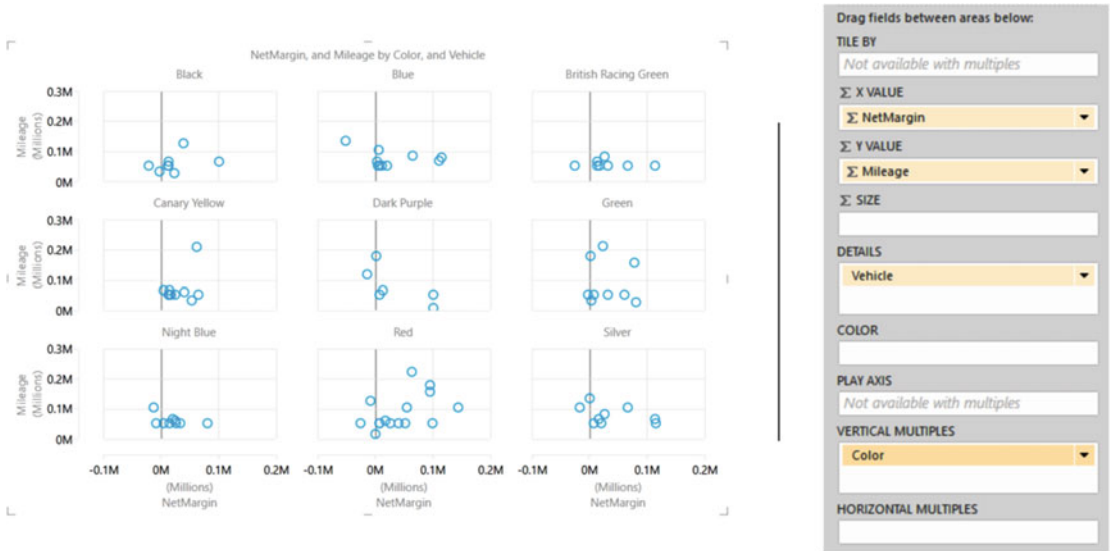 NetMargin, and Mileage by Color, and Vehicle
Black
Blue
British Racing Green
0.3M
0.2M
0.1M
0M
Mileage
(Millions)
Canary Yellow
Dark Purple
Green
0.3M
0.2M
0.1M
0M
Mileage
(Millions)
Night Blue
Red
Silver
0.3M
0.2M
0.1M
0M
Mileage
(Millions)
-0.1M 0M 0.1M 0.2M -0.1M 0M 0.1M 0.2M -0.1M 0M 0.1M 0.2M
(Millions)
NetMargin
(Millions)
NetMargin
(Millions)
NetMargin
Drag fields between areas below:
TILE BY
Not available with multiples
Σ X VALUE
Σ NetMargin
Σ Y VALUE
Σ Mileage
Σ SIZE
DETAILS
Vehicle
COLOR
PLAY AXIS
Not available with multiples
VERTICAL MULTIPLES
Color
HORIZONTAL MULTIPLES